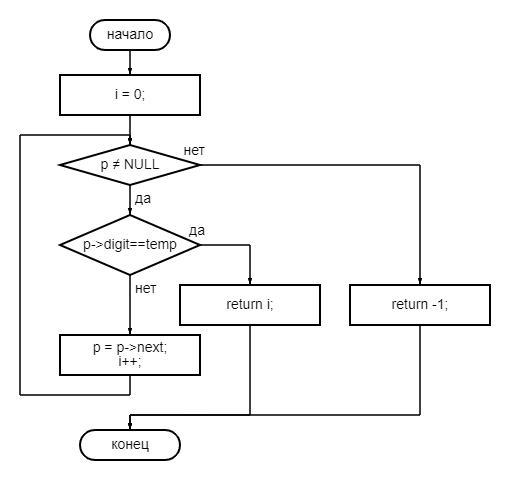 начало
i = 0;
p ≠ NULL
нет
да
p->digit==temp
да
нет
return i;
return -1;
p = p->next;
i++;
конец